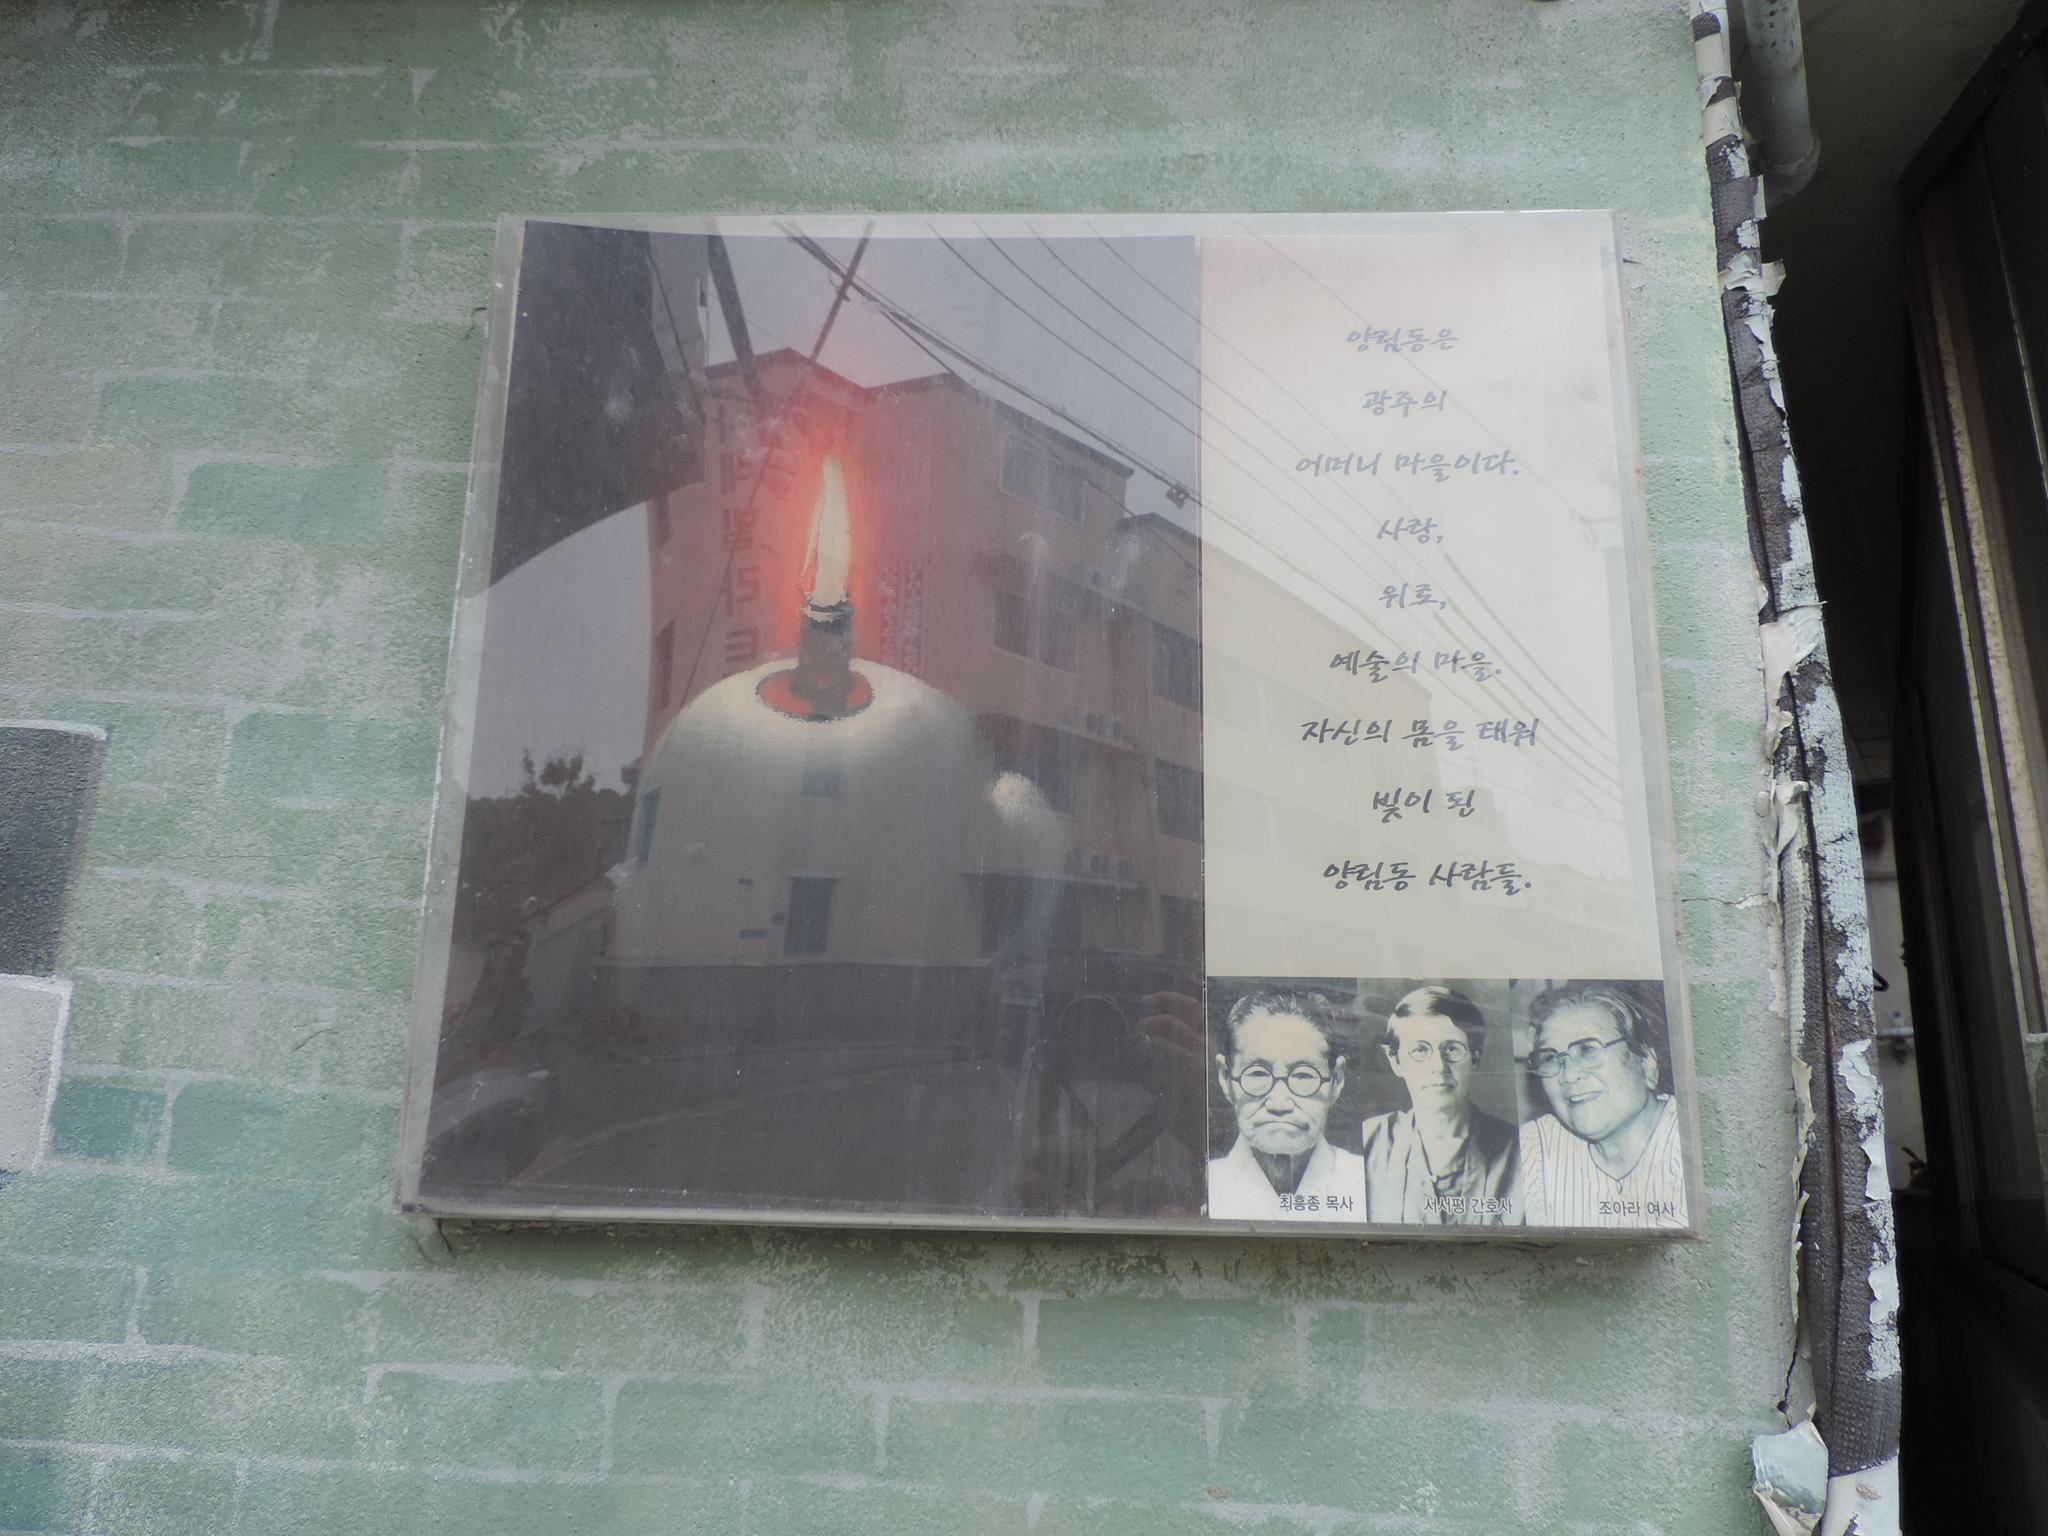 양림동은
광주의
어머니 마을이다.
사랑,
위로,
예술의 마을.
자신의 몸을 태워
빛이 된
양림동 사람들.
최흥종 목사
서서평 간호사
조아라 여사